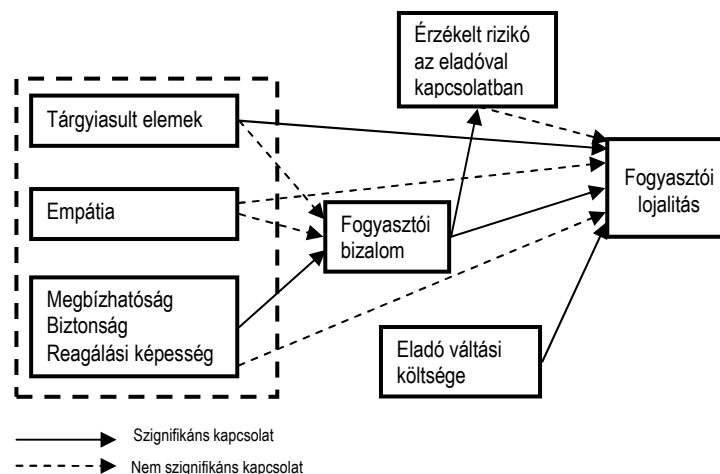 Érzékelt rizikó
az eladóval
kapcsolatban
Tárgyiasult elemek
Empátia
Fogyasztói
bizalom
Fogyasztói
lojalitás
Megbízhatóság
Biztonság
Reagálási képesség
Eladó váltási
költsége
Szignifikáns kapcsolat
Nem szignifikáns kapcsolat